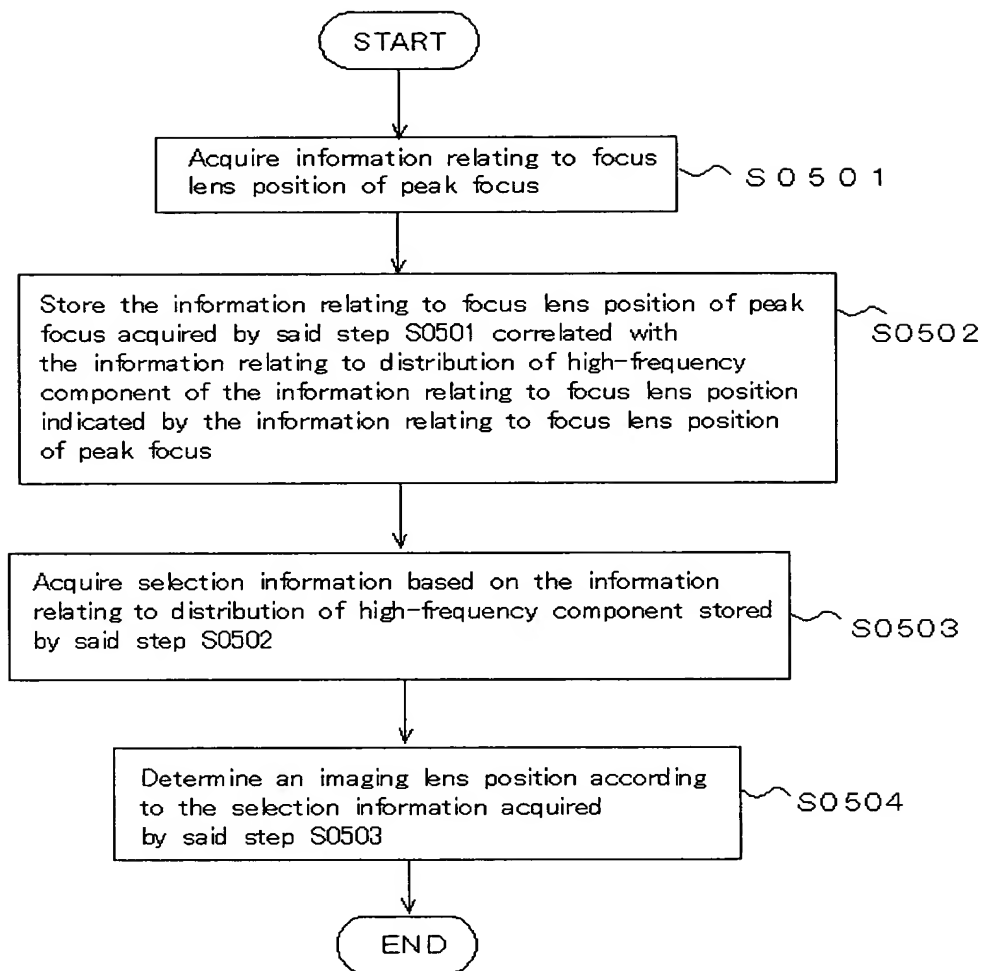 START
Acquire information relating to focus
lens position of peak focus
S0501
Store the information relating to focus lens position of peak
focus acquired by said step S0501 correlated with
the information relating to distribution of high-frequency
component of the information relating to focus lens position
indicated by the information relating to focus lens position
of peak focus
S0502
Acquire selection information based on the information
relating to distribution of high-frequency component stored
by said step S0502
S0503
Determine an imaging lens position according
to the selection information acquired
by said step S0503
S0504
END